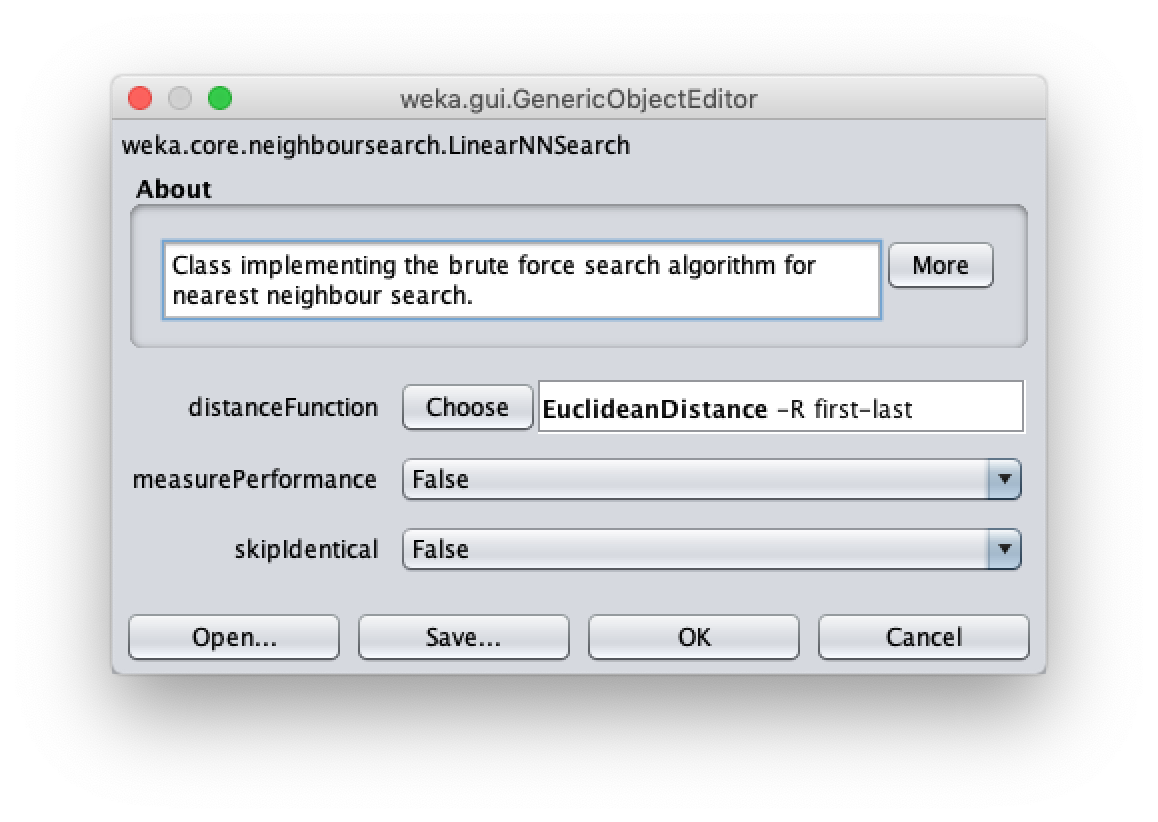 weka.gui.GenericObjectEditor
weka.core.neighboursearch.LinearNNSearch
About
Class implementing the brute force search algorithm for
nearest neighbour search.
More
distanceFunction Choose EuclideanDistance -R first-last
measurePerformance False
skipIdentical False
Open... Save... OK Cancel